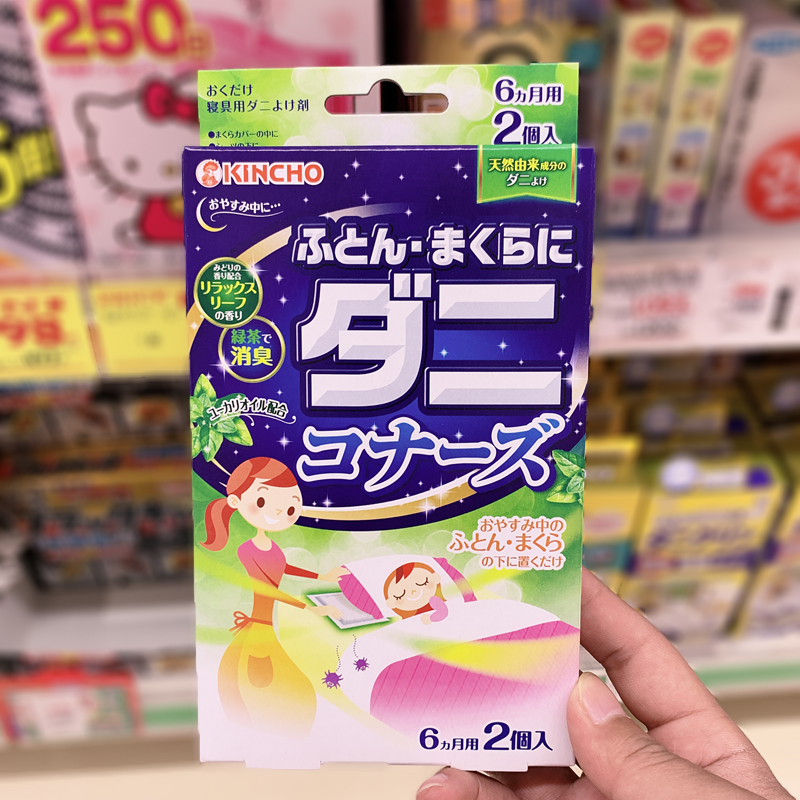 250
おくだけ
寝具用ダニよけ剤
●まくらカバーの中に
6ヵ月用
2個入
KINCHO
天然由来成分の
ダニよけ
おやすみ中に…
ふとん・まくらに
ダニ
コナーズ
みどりの
香り配合
リラックス
リーフ
の香り
緑茶で
消臭
ユーカリオイル配合
おやすみ中の
ふとん・まくら
の下に置くだけ
6ヵ月用 2個入